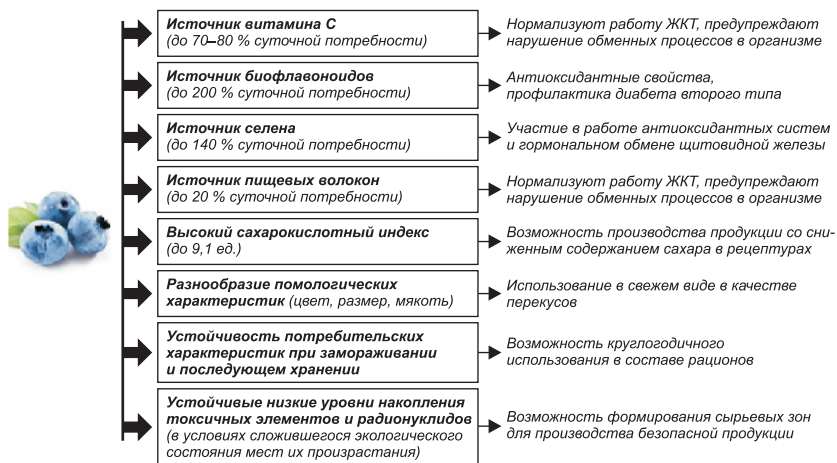 Источник витамина С
(до 70–80 % суточной потребности)
Нормализуют работу ЖКТ, предупреждают
нарушение обменных процессов в организме
Источник биофлавоноидов
(до 200 % суточной потребности)
Антиоксидантные свойства,
профилактика диабета второго типа
Источник селена
(до 140 % суточной потребности)
Участие в работе антиоксидантных систем
и гормональном обмене щитовидной железы
Источник пищевых волокон
(до 20 % суточной потребности)
Нормализуют работу ЖКТ, предупреждают
нарушение обменных процессов в организме
Высокий сахарокислотный индекс
(до 9,1 ед.)
Возможность производства продукции со сни-
женным содержанием сахара в рецептурах
Разнообразие помологических
характеристик (цвет, размер, мякоть)
Использование в свежем виде в качестве
перекусов
Устойчивость потребительских
характеристик при замораживании
и последующем хранении
Возможность круглогодичного
использования в составе рационов
Устойчивые низкие уровни накопления
токсичных элементов и радионуклидов
(в условиях сложившегося экологического
состояния мест их произрастания)
Возможность формирования сырьевых зон
для производства безопасной продукции